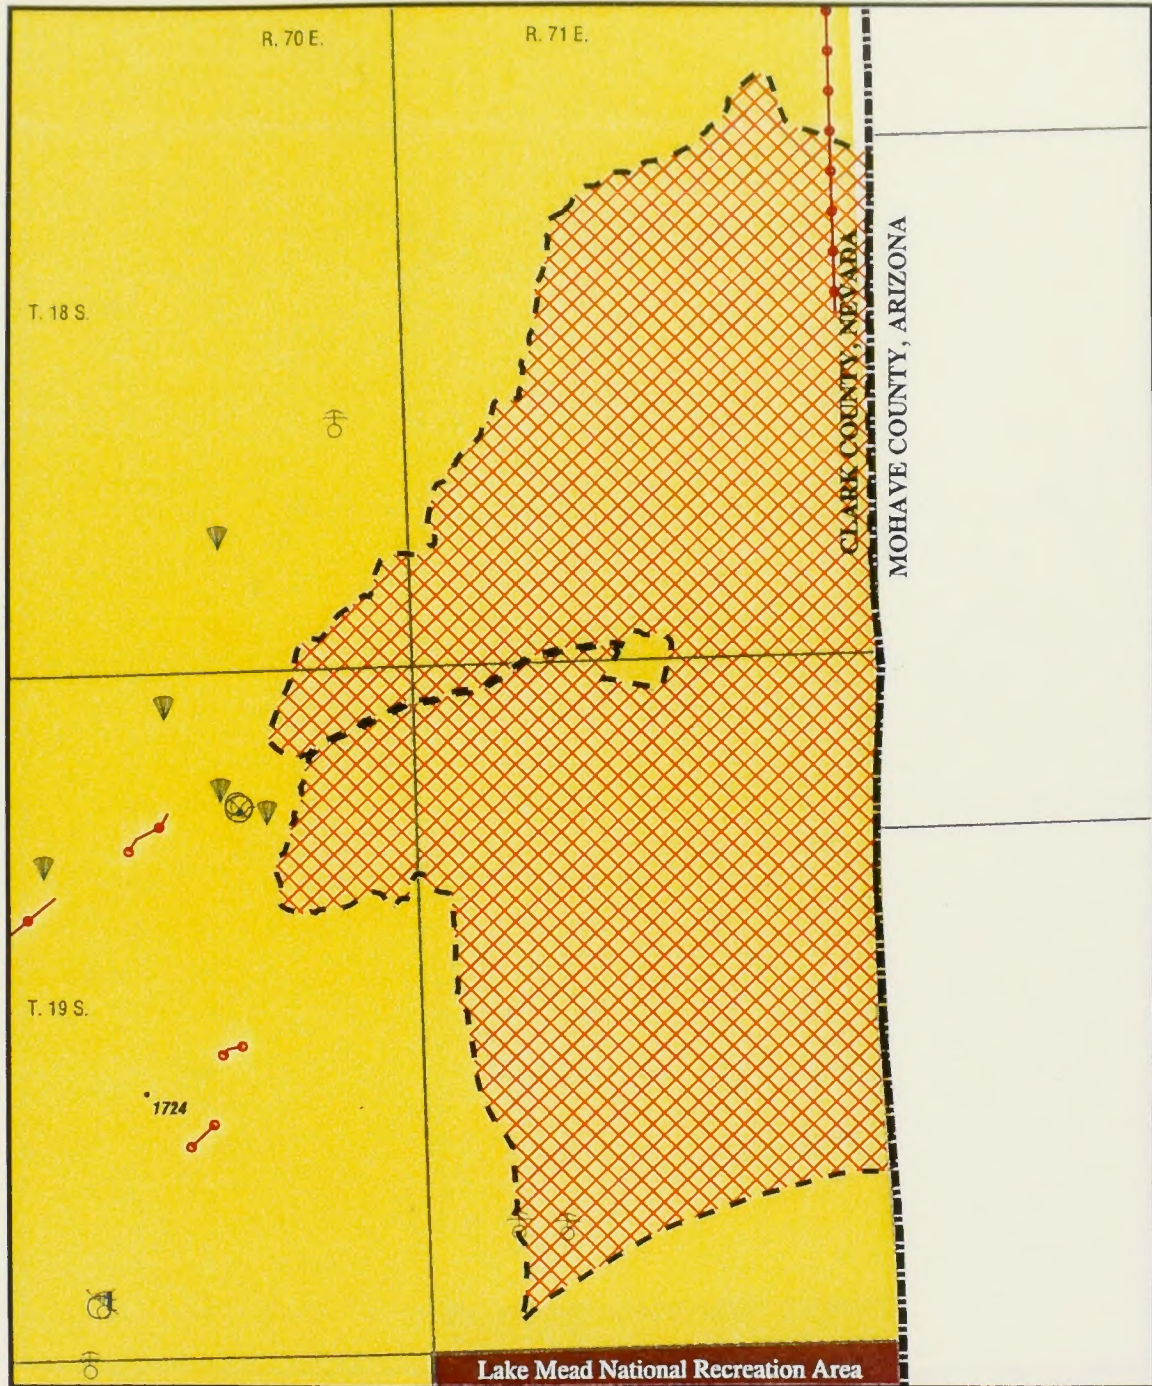 R. 70 E.
R. 71 E.
T. 18 S.
CLARK COUNTY, NEVADA
MOHAVE COUNTY, ARIZONA
T. 19 S.
1724
Lake Mead National Recreation Area